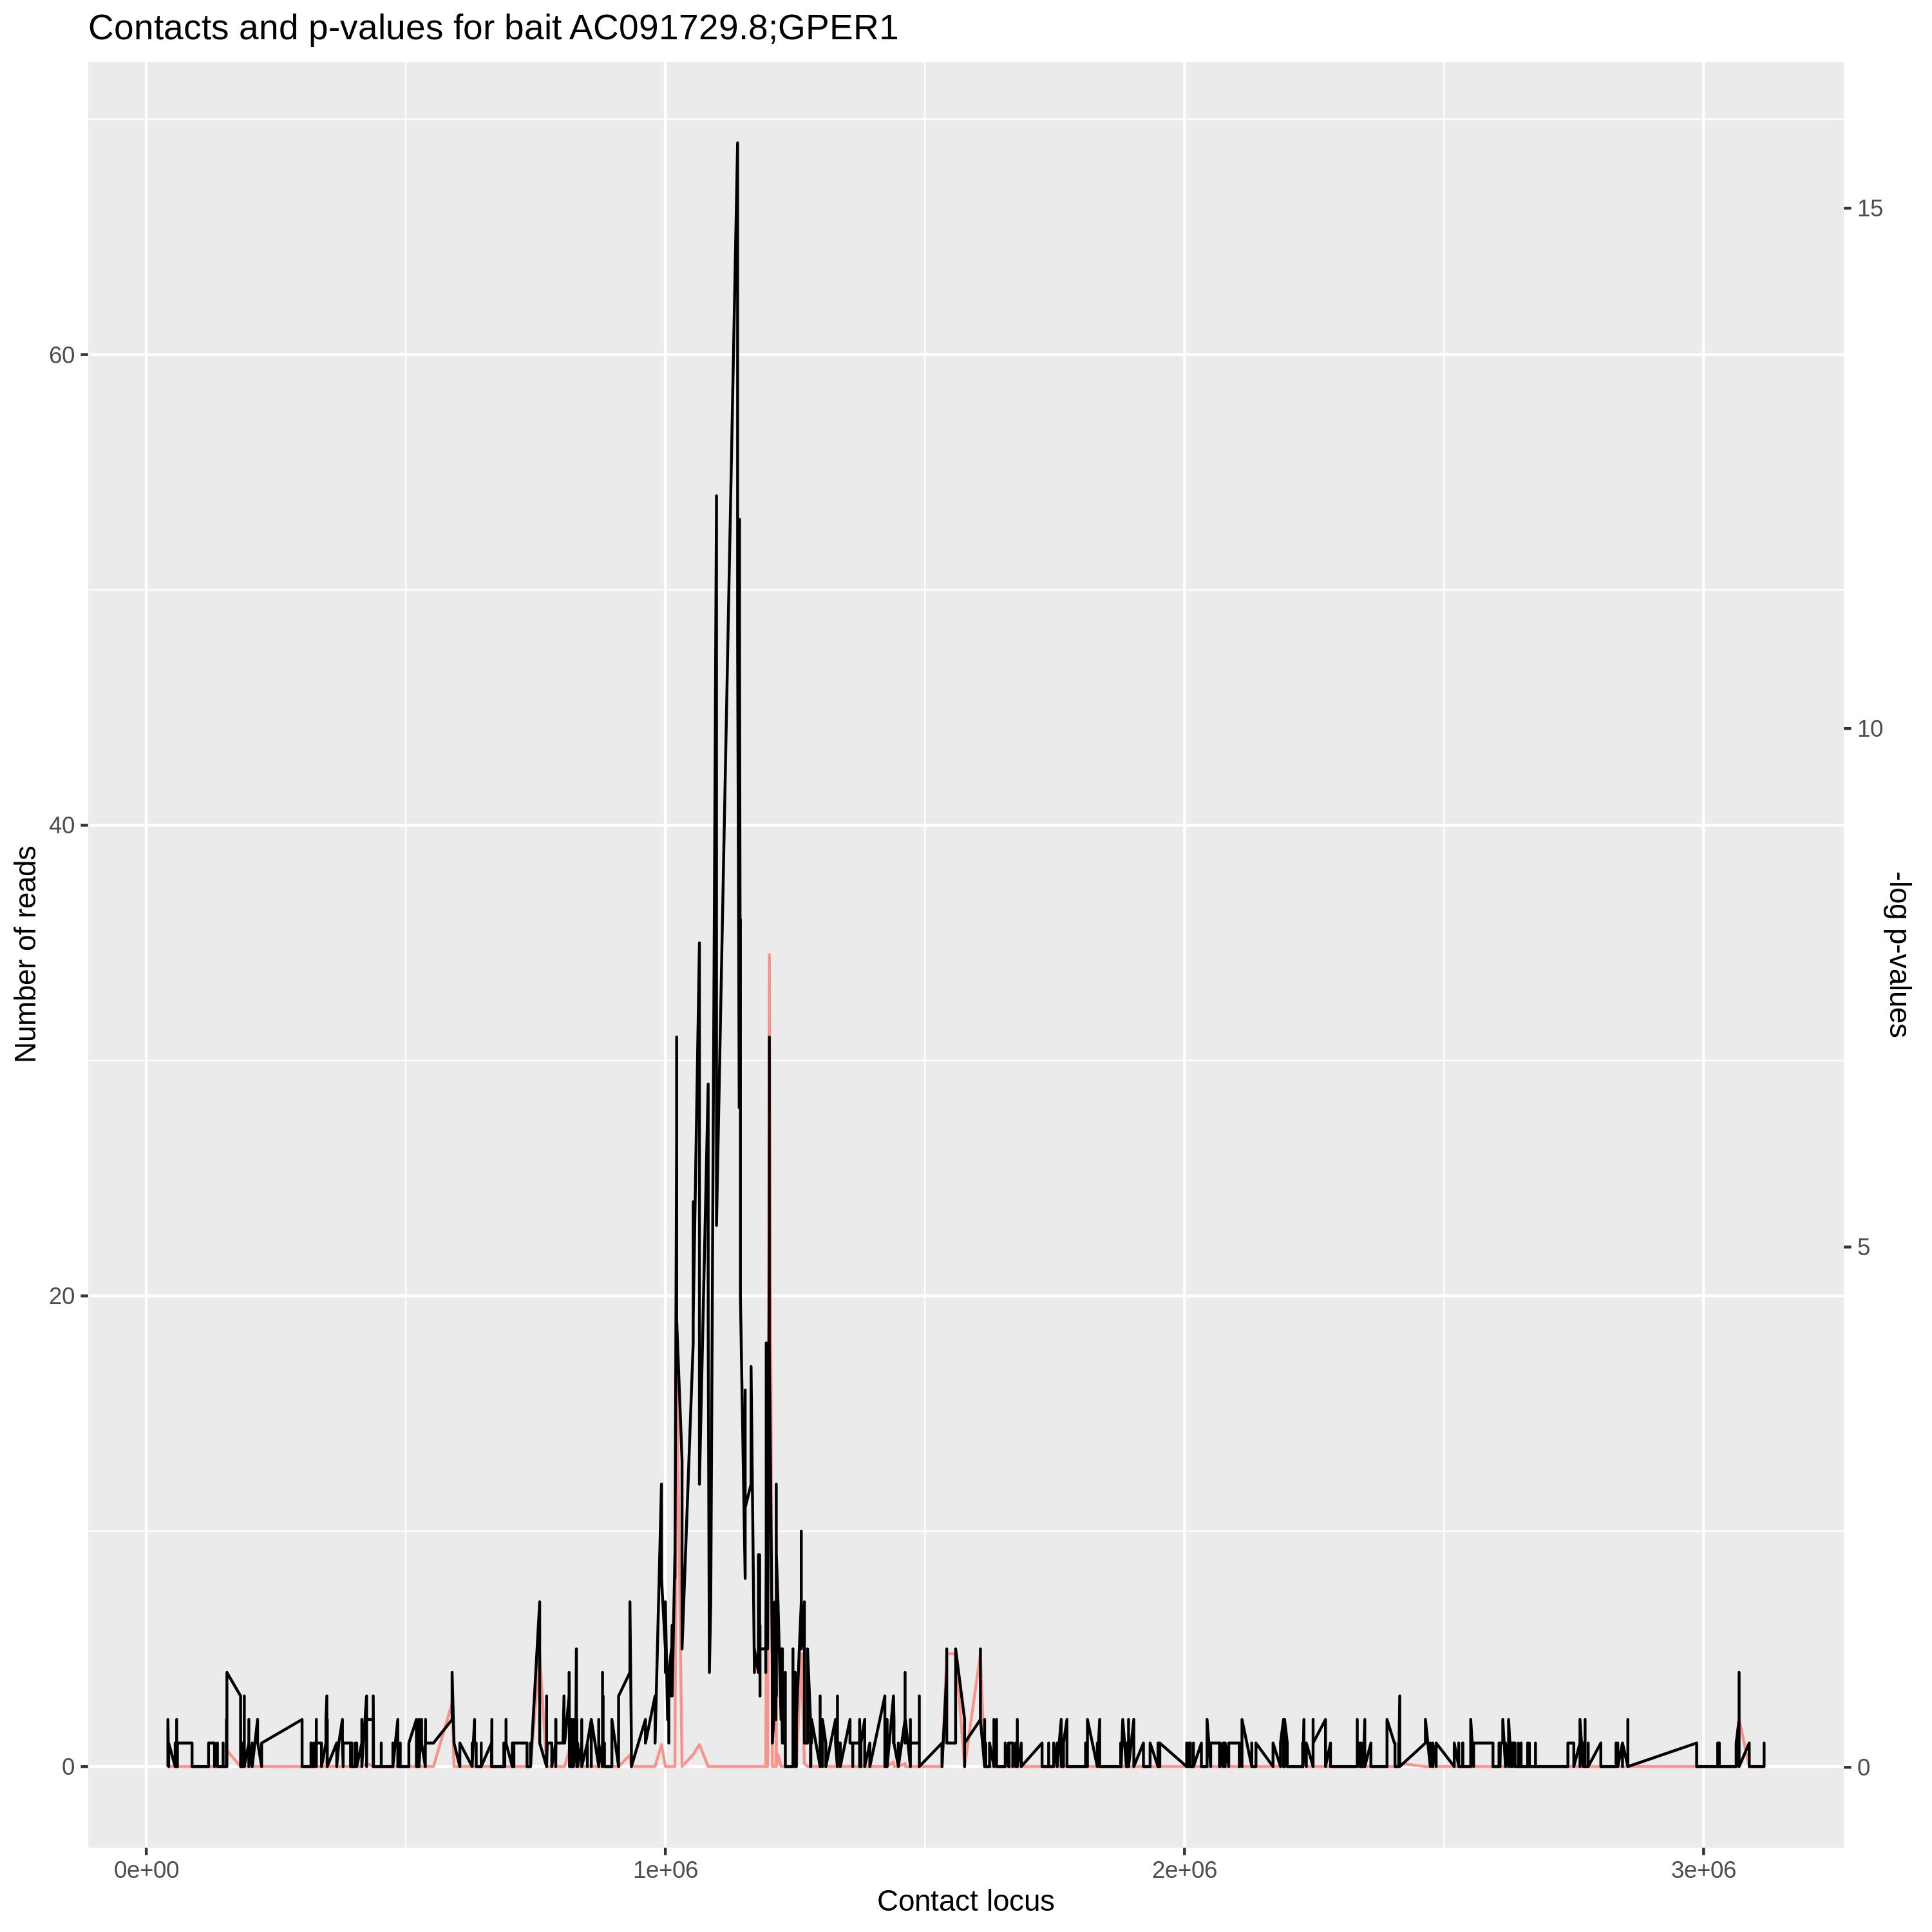 Contacts and p-values for bait AC091729.8;GPER1
60
40
20
0
Number of reads
15
10
5
0
-log p-values
0e+00
1e+06
2e+06
3e+06
Contact locus